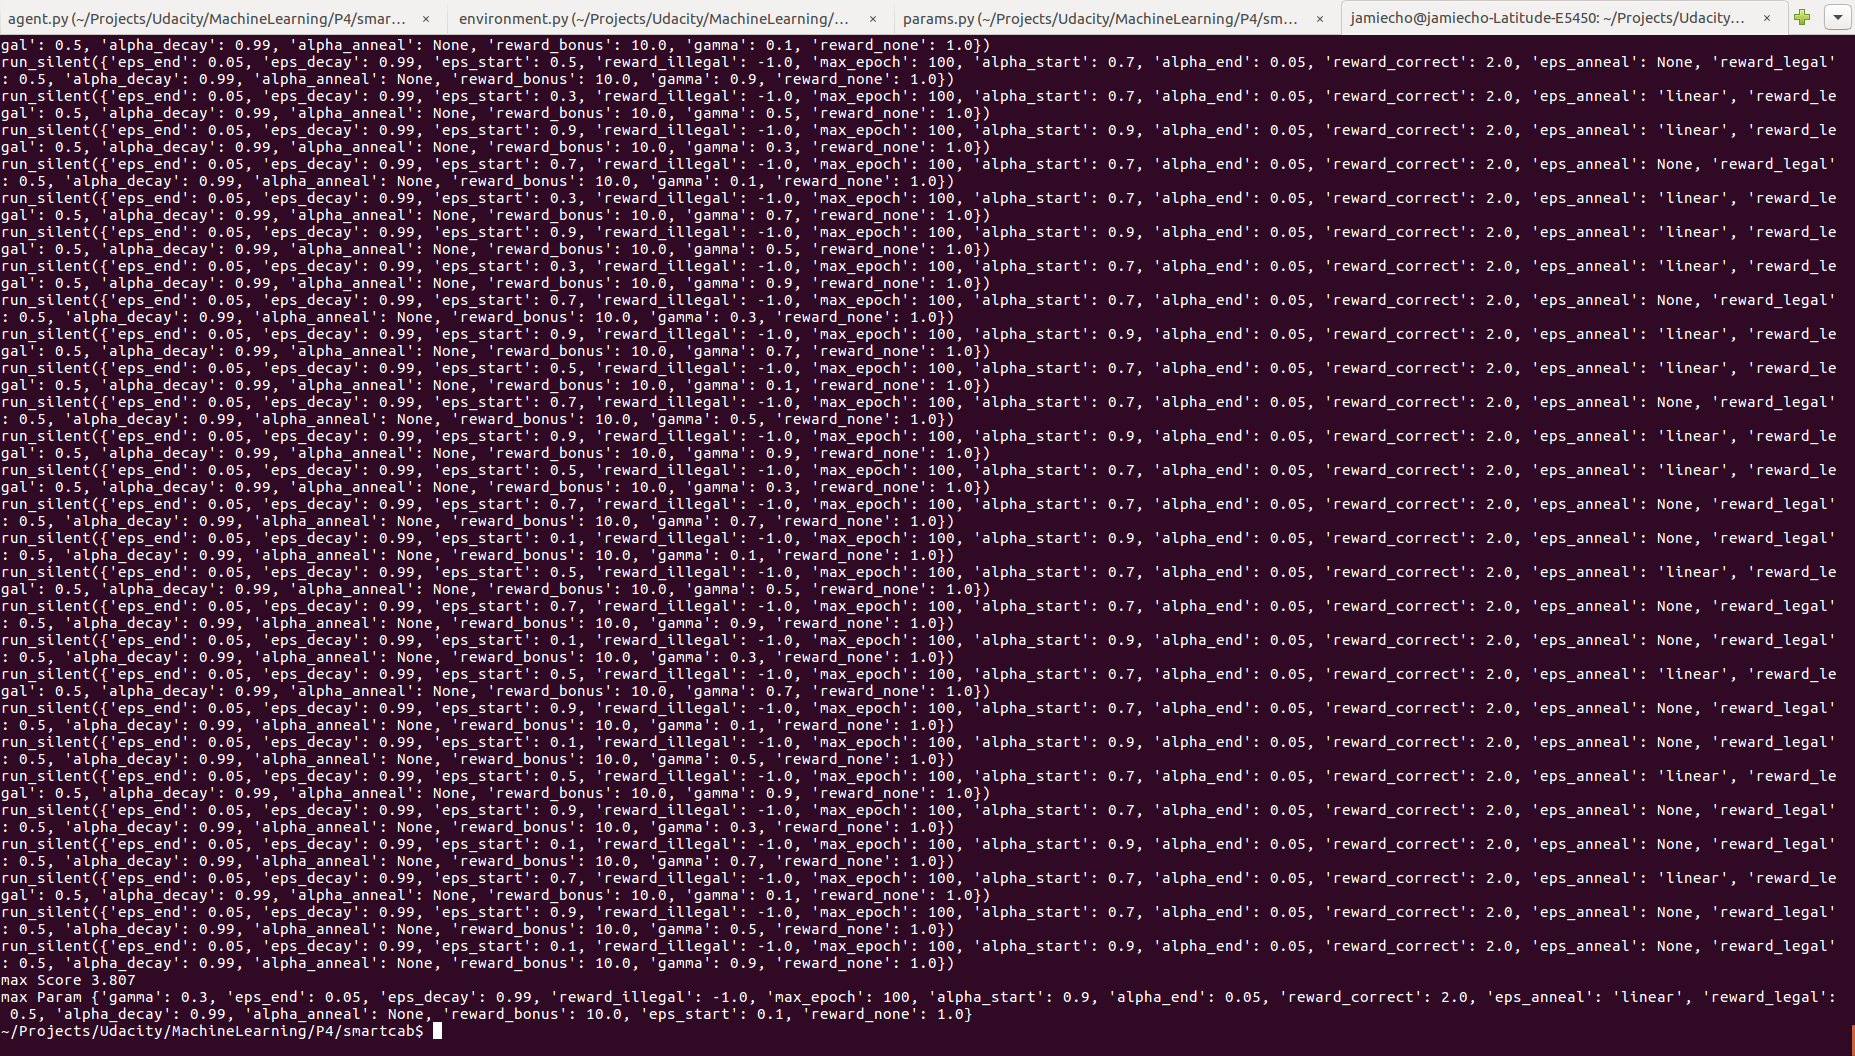 agent.py (~/Projects/Udacity/MachineLearning/P4/smar... × environment.py (~/Projects/Udacity/MachineLearning/... × params.py (~/Projects/Udacity/MachineLearning/P4/sm... × jamiecho@jamiecho-Latitude-E5450: ~/Projects/Udacity... ×
gal': 0.5, 'alpha_decay': 0.99, 'alpha_anneal': None, 'reward_bonus': 10.0, 'gamma': 0.1, 'reward_none': 1.0})
run_silent({'eps_end': 0.05, 'eps_decay': 0.99, 'eps_start': 0.5, 'reward_illegal': -1.0, 'max_epoch': 100, 'alpha_start': 0.7, 'alpha_end': 0.05, 'reward_correct': 2.0, 'eps_anneal': None, 'reward_legal'
: 0.5, 'alpha_decay': 0.99, 'alpha_anneal': None, 'reward_bonus': 10.0, 'gamma': 0.9, 'reward_none': 1.0})
run_silent({'eps_end': 0.05, 'eps_decay': 0.99, 'eps_start': 0.3, 'reward_illegal': -1.0, 'max_epoch': 100, 'alpha_start': 0.7, 'alpha_end': 0.05, 'reward_correct': 2.0, 'eps_anneal': 'linear', 'reward_le
gal': 0.5, 'alpha_decay': 0.99, 'alpha_anneal': None, 'reward_bonus': 10.0, 'gamma': 0.5, 'reward_none': 1.0})
run_silent({'eps_end': 0.05, 'eps_decay': 0.99, 'eps_start': 0.9, 'reward_illegal': -1.0, 'max_epoch': 100, 'alpha_start': 0.9, 'alpha_end': 0.05, 'reward_correct': 2.0, 'eps_anneal': 'linear', 'reward_le
gal': 0.5, 'alpha_decay': 0.99, 'alpha_anneal': None, 'reward_bonus': 10.0, 'gamma': 0.3, 'reward_none': 1.0})
run_silent({'eps_end': 0.05, 'eps_decay': 0.99, 'eps_start': 0.7, 'reward_illegal': -1.0, 'max_epoch': 100, 'alpha_start': 0.7, 'alpha_end': 0.05, 'reward_correct': 2.0, 'eps_anneal': None, 'reward_legal'
: 0.5, 'alpha_decay': 0.99, 'alpha_anneal': None, 'reward_bonus': 10.0, 'gamma': 0.1, 'reward_none': 1.0})
run_silent({'eps_end': 0.05, 'eps_decay': 0.99, 'eps_start': 0.3, 'reward_illegal': -1.0, 'max_epoch': 100, 'alpha_start': 0.7, 'alpha_end': 0.05, 'reward_correct': 2.0, 'eps_anneal': 'linear', 'reward_le
gal': 0.5, 'alpha_decay': 0.99, 'alpha_anneal': None, 'reward_bonus': 10.0, 'gamma': 0.7, 'reward_none': 1.0})
run_silent({'eps_end': 0.05, 'eps_decay': 0.99, 'eps_start': 0.9, 'reward_illegal': -1.0, 'max_epoch': 100, 'alpha_start': 0.9, 'alpha_end': 0.05, 'reward_correct': 2.0, 'eps_anneal': 'linear', 'reward_le
gal': 0.5, 'alpha_decay': 0.99, 'alpha_anneal': None, 'reward_bonus': 10.0, 'gamma': 0.5, 'reward_none': 1.0})
run_silent({'eps_end': 0.05, 'eps_decay': 0.99, 'eps_start': 0.3, 'reward_illegal': -1.0, 'max_epoch': 100, 'alpha_start': 0.7, 'alpha_end': 0.05, 'reward_correct': 2.0, 'eps_anneal': 'linear', 'reward_le
gal': 0.5, 'alpha_decay': 0.99, 'alpha_anneal': None, 'reward_bonus': 10.0, 'gamma': 0.9, 'reward_none': 1.0})
run_silent({'eps_end': 0.05, 'eps_decay': 0.99, 'eps_start': 0.7, 'reward_illegal': -1.0, 'max_epoch': 100, 'alpha_start': 0.7, 'alpha_end': 0.05, 'reward_correct': 2.0, 'eps_anneal': None, 'reward_legal'
: 0.5, 'alpha_decay': 0.99, 'alpha_anneal': None, 'reward_bonus': 10.0, 'gamma': 0.3, 'reward_none': 1.0})
run_silent({'eps_end': 0.05, 'eps_decay': 0.99, 'eps_start': 0.9, 'reward_illegal': -1.0, 'max_epoch': 100, 'alpha_start': 0.9, 'alpha_end': 0.05, 'reward_correct': 2.0, 'eps_anneal': 'linear', 'reward_le
gal': 0.5, 'alpha_decay': 0.99, 'alpha_anneal': None, 'reward_bonus': 10.0, 'gamma': 0.7, 'reward_none': 1.0})
run_silent({'eps_end': 0.05, 'eps_decay': 0.99, 'eps_start': 0.5, 'reward_illegal': -1.0, 'max_epoch': 100, 'alpha_start': 0.7, 'alpha_end': 0.05, 'reward_correct': 2.0, 'eps_anneal': 'linear', 'reward_le
gal': 0.5, 'alpha_decay': 0.99, 'alpha_anneal': None, 'reward_bonus': 10.0, 'gamma': 0.1, 'reward_none': 1.0})
run_silent({'eps_end': 0.05, 'eps_decay': 0.99, 'eps_start': 0.7, 'reward_illegal': -1.0, 'max_epoch': 100, 'alpha_start': 0.7, 'alpha_end': 0.05, 'reward_correct': 2.0, 'eps_anneal': None, 'reward_legal'
: 0.5, 'alpha_decay': 0.99, 'alpha_anneal': None, 'reward_bonus': 10.0, 'gamma': 0.5, 'reward_none': 1.0})
run_silent({'eps_end': 0.05, 'eps_decay': 0.99, 'eps_start': 0.9, 'reward_illegal': -1.0, 'max_epoch': 100, 'alpha_start': 0.9, 'alpha_end': 0.05, 'reward_correct': 2.0, 'eps_anneal': 'linear', 'reward_le
gal': 0.5, 'alpha_decay': 0.99, 'alpha_anneal': None, 'reward_bonus': 10.0, 'gamma': 0.9, 'reward_none': 1.0})
run_silent({'eps_end': 0.05, 'eps_decay': 0.99, 'eps_start': 0.5, 'reward_illegal': -1.0, 'max_epoch': 100, 'alpha_start': 0.7, 'alpha_end': 0.05, 'reward_correct': 2.0, 'eps_anneal': 'linear', 'reward_le
gal': 0.5, 'alpha_decay': 0.99, 'alpha_anneal': None, 'reward_bonus': 10.0, 'gamma': 0.3, 'reward_none': 1.0})
run_silent({'eps_end': 0.05, 'eps_decay': 0.99, 'eps_start': 0.7, 'reward_illegal': -1.0, 'max_epoch': 100, 'alpha_start': 0.7, 'alpha_end': 0.05, 'reward_correct': 2.0, 'eps_anneal': None, 'reward_legal'
: 0.5, 'alpha_decay': 0.99, 'alpha_anneal': None, 'reward_bonus': 10.0, 'gamma': 0.7, 'reward_none': 1.0})
run_silent({'eps_end': 0.05, 'eps_decay': 0.99, 'eps_start': 0.1, 'reward_illegal': -1.0, 'max_epoch': 100, 'alpha_start': 0.9, 'alpha_end': 0.05, 'reward_correct': 2.0, 'eps_anneal': None, 'reward_legal'
: 0.5, 'alpha_decay': 0.99, 'alpha_anneal': None, 'reward_bonus': 10.0, 'gamma': 0.1, 'reward_none': 1.0})
run_silent({'eps_end': 0.05, 'eps_decay': 0.99, 'eps_start': 0.5, 'reward_illegal': -1.0, 'max_epoch': 100, 'alpha_start': 0.7, 'alpha_end': 0.05, 'reward_correct': 2.0, 'eps_anneal': 'linear', 'reward_le
gal': 0.5, 'alpha_decay': 0.99, 'alpha_anneal': None, 'reward_bonus': 10.0, 'gamma': 0.5, 'reward_none': 1.0})
run_silent({'eps_end': 0.05, 'eps_decay': 0.99, 'eps_start': 0.7, 'reward_illegal': -1.0, 'max_epoch': 100, 'alpha_start': 0.7, 'alpha_end': 0.05, 'reward_correct': 2.0, 'eps_anneal': None, 'reward_legal'
: 0.5, 'alpha_decay': 0.99, 'alpha_anneal': None, 'reward_bonus': 10.0, 'gamma': 0.9, 'reward_none': 1.0})
run_silent({'eps_end': 0.05, 'eps_decay': 0.99, 'eps_start': 0.1, 'reward_illegal': -1.0, 'max_epoch': 100, 'alpha_start': 0.9, 'alpha_end': 0.05, 'reward_correct': 2.0, 'eps_anneal': None, 'reward_legal'
: 0.5, 'alpha_decay': 0.99, 'alpha_anneal': None, 'reward_bonus': 10.0, 'gamma': 0.3, 'reward_none': 1.0})
run_silent({'eps_end': 0.05, 'eps_decay': 0.99, 'eps_start': 0.5, 'reward_illegal': -1.0, 'max_epoch': 100, 'alpha_start': 0.7, 'alpha_end': 0.05, 'reward_correct': 2.0, 'eps_anneal': 'linear', 'reward_le
gal': 0.5, 'alpha_decay': 0.99, 'alpha_anneal': None, 'reward_bonus': 10.0, 'gamma': 0.7, 'reward_none': 1.0})
run_silent({'eps_end': 0.05, 'eps_decay': 0.99, 'eps_start': 0.9, 'reward_illegal': -1.0, 'max_epoch': 100, 'alpha_start': 0.7, 'alpha_end': 0.05, 'reward_correct': 2.0, 'eps_anneal': None, 'reward_legal'
: 0.5, 'alpha_decay': 0.99, 'alpha_anneal': None, 'reward_bonus': 10.0, 'gamma': 0.1, 'reward_none': 1.0})
run_silent({'eps_end': 0.05, 'eps_decay': 0.99, 'eps_start': 0.1, 'reward_illegal': -1.0, 'max_epoch': 100, 'alpha_start': 0.9, 'alpha_end': 0.05, 'reward_correct': 2.0, 'eps_anneal': None, 'reward_legal'
: 0.5, 'alpha_decay': 0.99, 'alpha_anneal': None, 'reward_bonus': 10.0, 'gamma': 0.5, 'reward_none': 1.0})
run_silent({'eps_end': 0.05, 'eps_decay': 0.99, 'eps_start': 0.5, 'reward_illegal': -1.0, 'max_epoch': 100, 'alpha_start': 0.7, 'alpha_end': 0.05, 'reward_correct': 2.0, 'eps_anneal': 'linear', 'reward_le
gal': 0.5, 'alpha_decay': 0.99, 'alpha_anneal': None, 'reward_bonus': 10.0, 'gamma': 0.9, 'reward_none': 1.0})
run_silent({'eps_end': 0.05, 'eps_decay': 0.99, 'eps_start': 0.9, 'reward_illegal': -1.0, 'max_epoch': 100, 'alpha_start': 0.7, 'alpha_end': 0.05, 'reward_correct': 2.0, 'eps_anneal': None, 'reward_legal'
: 0.5, 'alpha_decay': 0.99, 'alpha_anneal': None, 'reward_bonus': 10.0, 'gamma': 0.3, 'reward_none': 1.0})
run_silent({'eps_end': 0.05, 'eps_decay': 0.99, 'eps_start': 0.1, 'reward_illegal': -1.0, 'max_epoch': 100, 'alpha_start': 0.9, 'alpha_end': 0.05, 'reward_correct': 2.0, 'eps_anneal': None, 'reward_legal'
: 0.5, 'alpha_decay': 0.99, 'alpha_anneal': None, 'reward_bonus': 10.0, 'gamma': 0.7, 'reward_none': 1.0})
run_silent({'eps_end': 0.05, 'eps_decay': 0.99, 'eps_start': 0.7, 'reward_illegal': -1.0, 'max_epoch': 100, 'alpha_start': 0.7, 'alpha_end': 0.05, 'reward_correct': 2.0, 'eps_anneal': 'linear', 'reward_le
gal': 0.5, 'alpha_decay': 0.99, 'alpha_anneal': None, 'reward_bonus': 10.0, 'gamma': 0.1, 'reward_none': 1.0})
run_silent({'eps_end': 0.05, 'eps_decay': 0.99, 'eps_start': 0.9, 'reward_illegal': -1.0, 'max_epoch': 100, 'alpha_start': 0.7, 'alpha_end': 0.05, 'reward_correct': 2.0, 'eps_anneal': None, 'reward_legal'
: 0.5, 'alpha_decay': 0.99, 'alpha_anneal': None, 'reward_bonus': 10.0, 'gamma': 0.5, 'reward_none': 1.0})
run_silent({'eps_end': 0.05, 'eps_decay': 0.99, 'eps_start': 0.1, 'reward_illegal': -1.0, 'max_epoch': 100, 'alpha_start': 0.9, 'alpha_end': 0.05, 'reward_correct': 2.0, 'eps_anneal': None, 'reward_legal'
: 0.5, 'alpha_decay': 0.99, 'alpha_anneal': None, 'reward_bonus': 10.0, 'gamma': 0.9, 'reward_none': 1.0})
max Score 3.807
max Param {'gamma': 0.3, 'eps_end': 0.05, 'eps_decay': 0.99, 'reward_illegal': -1.0, 'max_epoch': 100, 'alpha_start': 0.9, 'alpha_end': 0.05, 'reward_correct': 2.0, 'eps_anneal': 'linear', 'reward_legal':
 0.5, 'alpha_decay': 0.99, 'alpha_anneal': None, 'reward_bonus': 10.0, 'eps_start': 0.1, 'reward_none': 1.0}
~/Projects/Udacity/MachineLearning/P4/smartcab$